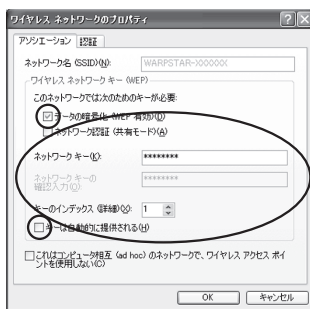 ワイヤレス ネットワークのプロパティ
アソシエーション 認証
ネットワーク名 (SSID)(N): WARPSTAR-XXXXXX
ワイヤレス ネットワーク キー (WEP)
このネットワークでは次のためのキーが必要:
データの暗号化 (WEP 有効)(D)
ネットワーク認証 (共有モード)(A)
ネットワーク キー(K): ********
ネットワーク キーの
確認入力(O): ********
キーのインデックス (詳細)(X): 1
キーは自動的に提供される(H)
これはコンピュータ相互 (ad hoc) のネットワークで、ワイヤレス アクセス ポイ
ントを使用しない(C)
OK キャンセル